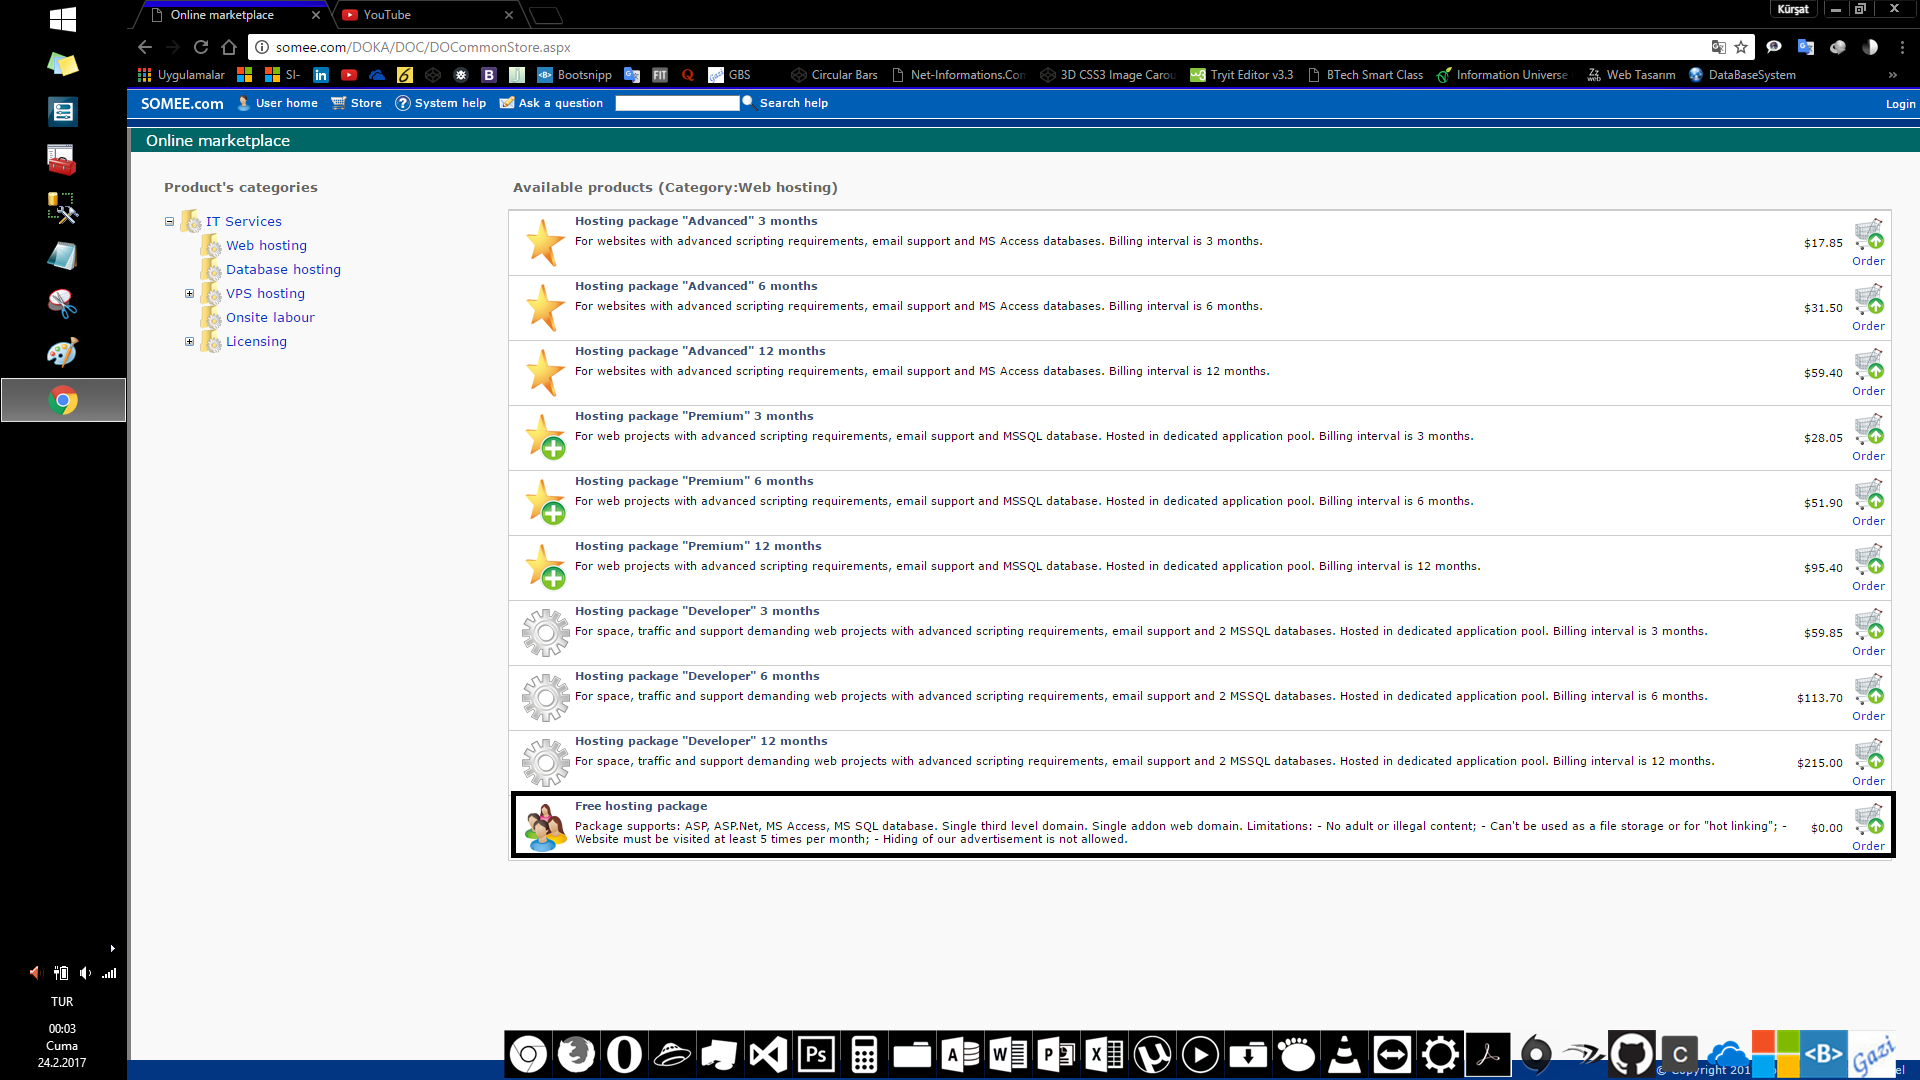 Online marketplace
YouTube
Kürşat
somee.com/DOKA/DOC/DOCommonStore.aspx
Uygulamalar
SI-
Bootsnipp
FIT
GBS
Circular Bars
Net-Informations.Com
3D CSS3 Image Carou
Tryit Editor v3.3
BTech Smart Class
Information Universe
Web Tasarım
DataBaseSystem
SOMEE.com
User home
Store
System help
Ask a question
Search help
Login
Online marketplace
Product's categories
IT Services
Web hosting
Database hosting
VPS hosting
Onsite labour
Licensing
Available products (Category:Web hosting)
Hosting package "Advanced" 3 months
For websites with advanced scripting requirements, email support and MS Access databases. Billing interval is 3 months.
$17.85
Order
Hosting package "Advanced" 6 months
For websites with advanced scripting requirements, email support and MS Access databases. Billing interval is 6 months.
$31.50
Order
Hosting package "Advanced" 12 months
For websites with advanced scripting requirements, email support and MS Access databases. Billing interval is 12 months.
$59.40
Order
Hosting package "Premium" 3 months
For web projects with advanced scripting requirements, email support and MSSQL database. Hosted in dedicated application pool. Billing interval is 3 months.
$28.05
Order
Hosting package "Premium" 6 months
For web projects with advanced scripting requirements, email support and MSSQL database. Hosted in dedicated application pool. Billing interval is 6 months.
$51.90
Order
Hosting package "Premium" 12 months
For web projects with advanced scripting requirements, email support and MSSQL database. Hosted in dedicated application pool. Billing interval is 12 months.
$95.40
Order
Hosting package "Developer" 3 months
For space, traffic and support demanding web projects with advanced scripting requirements, email support and 2 MSSQL databases. Hosted in dedicated application pool. Billing interval is 3 months.
$59.85
Order
Hosting package "Developer" 6 months
For space, traffic and support demanding web projects with advanced scripting requirements, email support and 2 MSSQL databases. Hosted in dedicated application pool. Billing interval is 6 months.
$113.70
Order
Hosting package "Developer" 12 months
For space, traffic and support demanding web projects with advanced scripting requirements, email support and 2 MSSQL databases. Hosted in dedicated application pool. Billing interval is 12 months.
$215.00
Order
Free hosting package
Package supports: ASP, ASP.Net, MS Access, MS SQL database. Single third level domain. Single addon web domain. Limitations: - No adult or illegal content; - Can't be used as a file storage or for "hot linking"; -
Website must be visited at least 5 times per month; - Hiding of our advertisement is not allowed.
$0.00
Order
TUR
00:03
Cuma
24.2.2017
Ps
C
<B>
Gazi
© Copyright